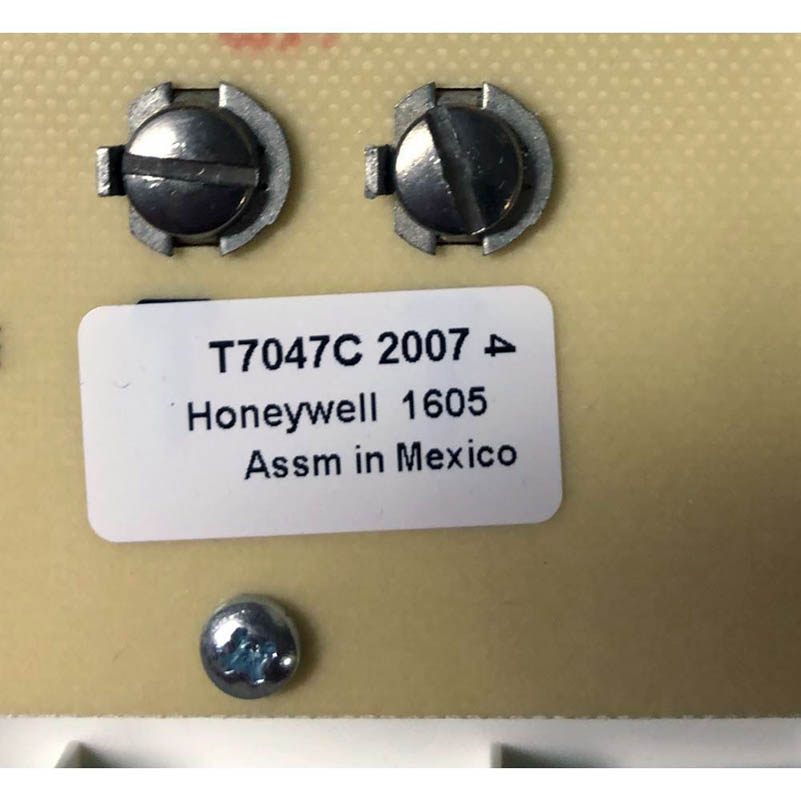 T7047C 2007 4
Honeywell 1605
Assm in Mexico